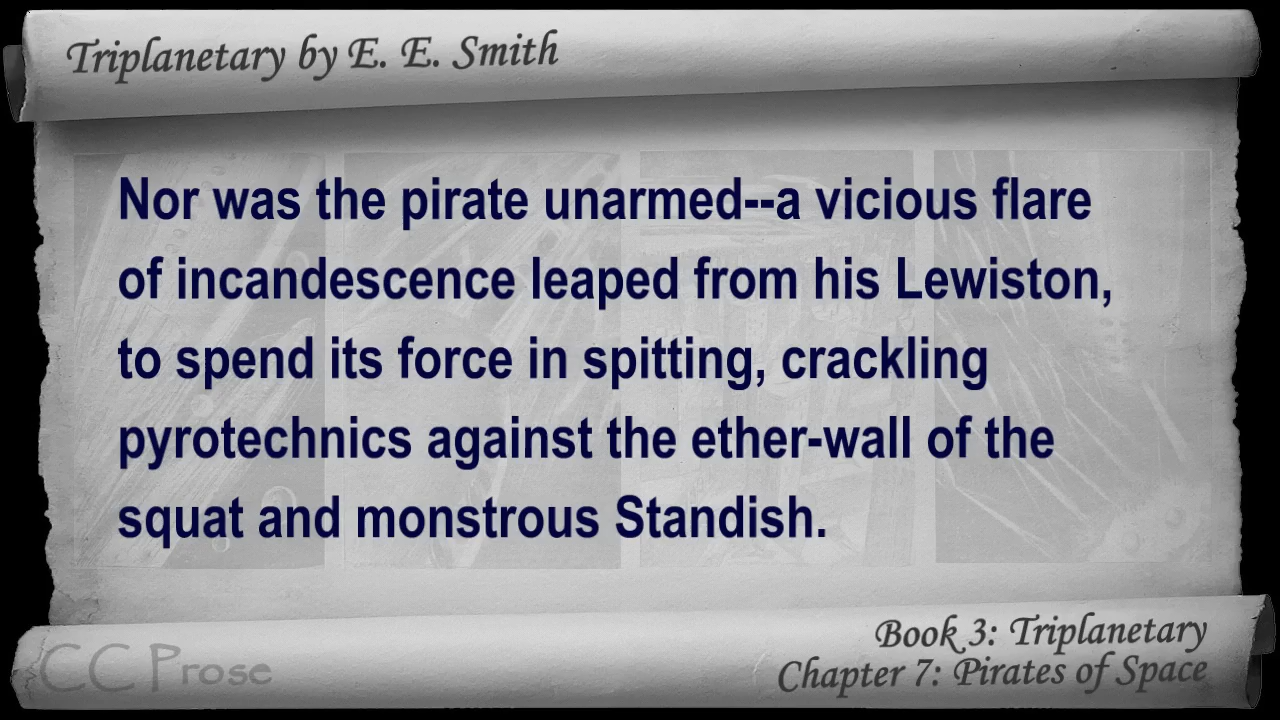 Triplanetary by E. E. Smith
Nor was the pirate unarmed--a vicious flare
of incandescence leaped from his Lewiston,
to spend its force in spitting, crackling
pyrotechnics against the ether-wall of the
squat and monstrous Standish.
Book 3: Triplanetary
Chapter 7: Pirates of Space
CC Prose